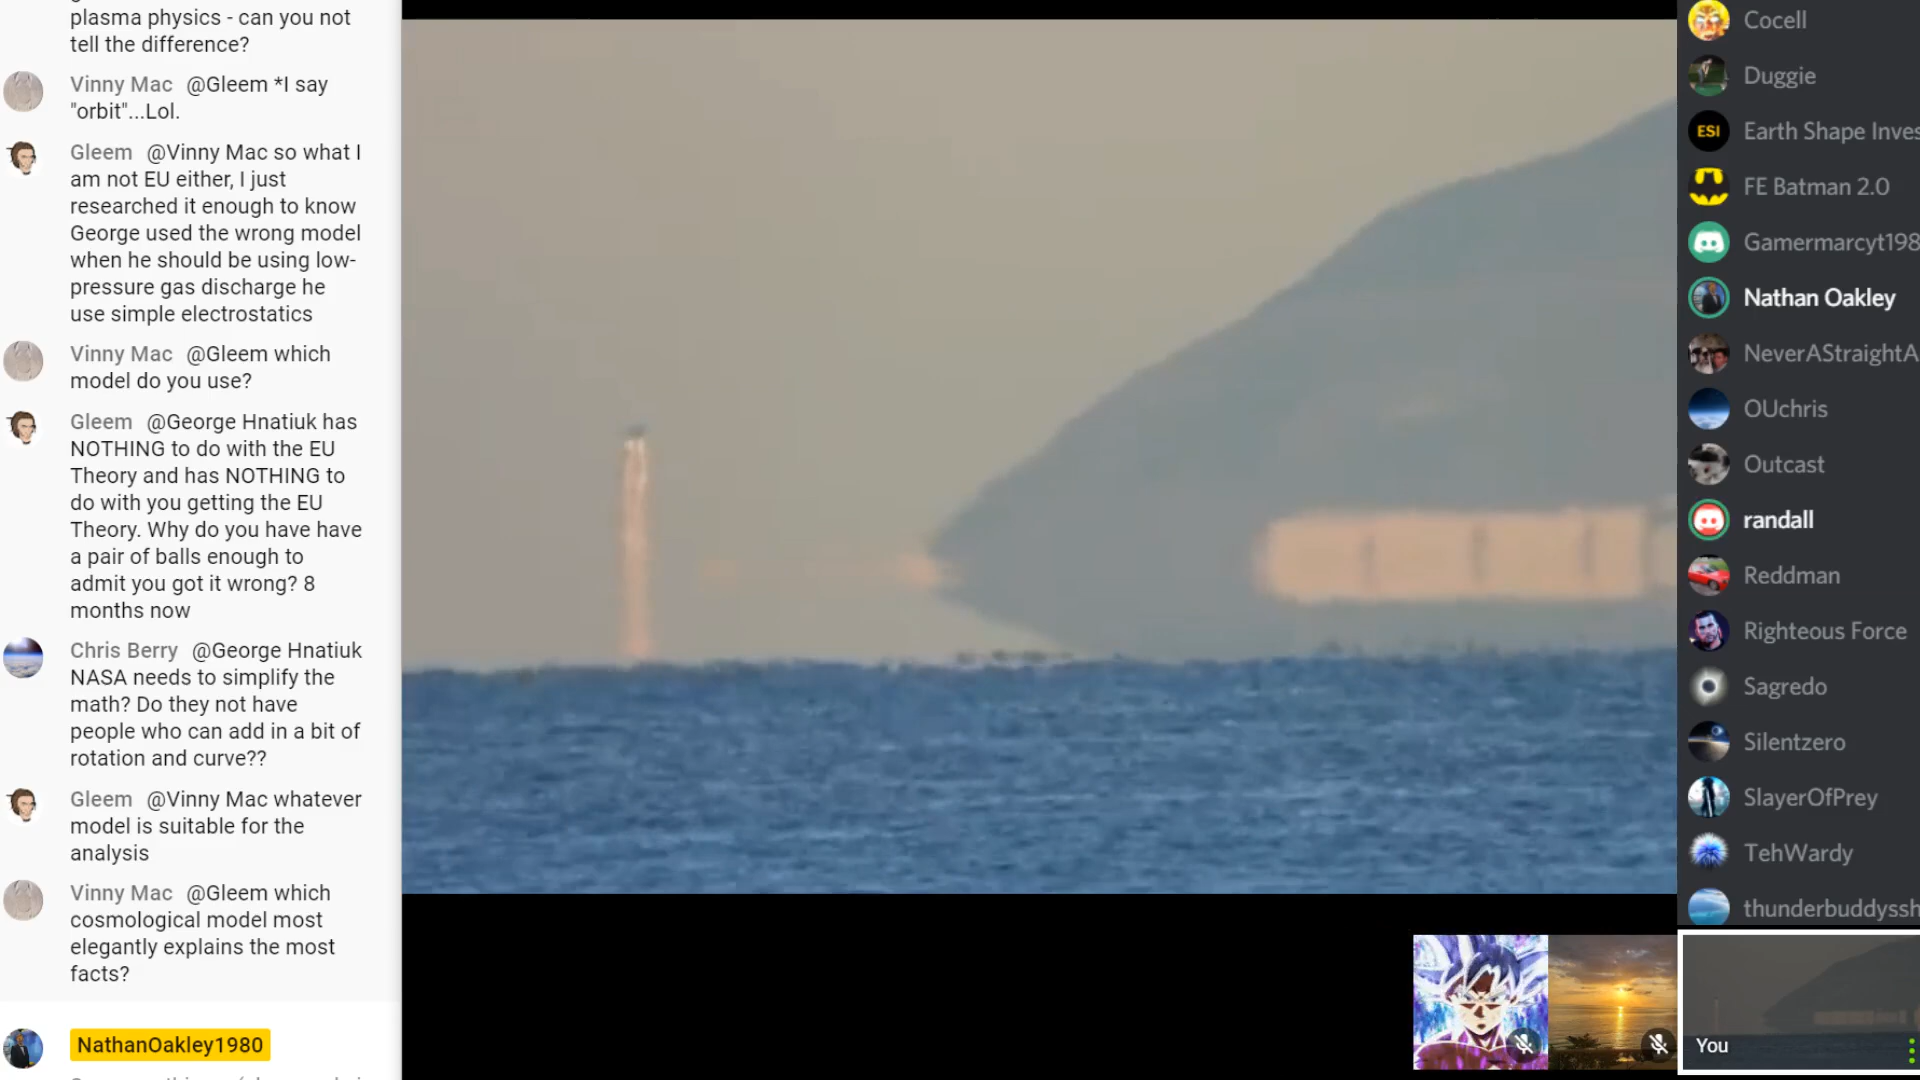 plasma physics - can you not
tell the difference?
Vinny Mac @Gleem *I say
"orbit"...Lol.
Gleem @Vinny Mac so what I
am not EU either, I just
researched it enough to know
George used the wrong model
when he should be using low-
pressure gas discharge he
use simple electrostatics
Vinny Mac @Gleem which
model do you use?
Gleem @George Hnatiuk has
NOTHING to do with the EU
Theory and has NOTHING to
do with you getting the EU
Theory. Why do you have have
a pair of balls enough to
admit you got it wrong? 8
months now
Chris Berry @George Hnatiuk
NASA needs to simplify the
math? Do they not have
people who can add in a bit of
rotation and curve??
Gleem @Vinny Mac whatever
model is suitable for the
analysis
Vinny Mac @Gleem which
cosmological model most
elegantly explains the most
facts?
NathanOakley1980
Cocell
Duggie
ESI
Earth Shape Inves
FE Batman 2.0
Gamermarcyt198
Nathan Oakley
NeverAStraightA
OUchris
Outcast
randall
Reddman
Righteous Force
Sagredo
Silentzero
SlayerOfPrey
TehWardy
thunderbuddyssh
You